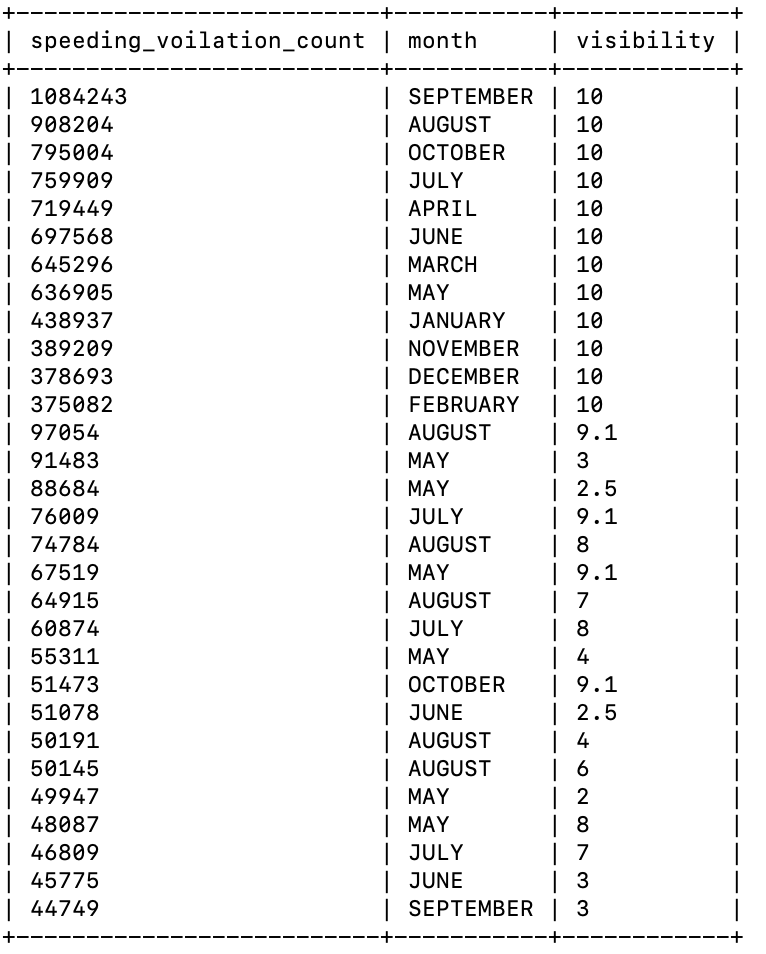 +---------------------------+-----------+------------+
| speeding_voilation_count | month | visibility |
+---------------------------+-----------+------------+
| 1084243 | SEPTEMBER | 10 |
| 908204 | AUGUST | 10 |
| 795004 | OCTOBER | 10 |
| 759909 | JULY | 10 |
| 719449 | APRIL | 10 |
| 697568 | JUNE | 10 |
| 645296 | MARCH | 10 |
| 636905 | MAY | 10 |
| 438937 | JANUARY | 10 |
| 389209 | NOVEMBER | 10 |
| 378693 | DECEMBER | 10 |
| 375082 | FEBRUARY | 10 |
| 97054 | AUGUST | 9.1 |
| 91483 | MAY | 3 |
| 88684 | MAY | 2.5 |
| 76009 | JULY | 9.1 |
| 74784 | AUGUST | 8 |
| 67519 | MAY | 9.1 |
| 64915 | AUGUST | 7 |
| 60874 | JULY | 8 |
| 55311 | MAY | 4 |
| 51473 | OCTOBER | 9.1 |
| 51078 | JUNE | 2.5 |
| 50191 | AUGUST | 4 |
| 50145 | AUGUST | 6 |
| 49947 | MAY | 2 |
| 48087 | MAY | 8 |
| 46809 | JULY | 7 |
| 45775 | JUNE | 3 |
| 44749 | SEPTEMBER | 3 |
+---------------------------+-----------+------------+